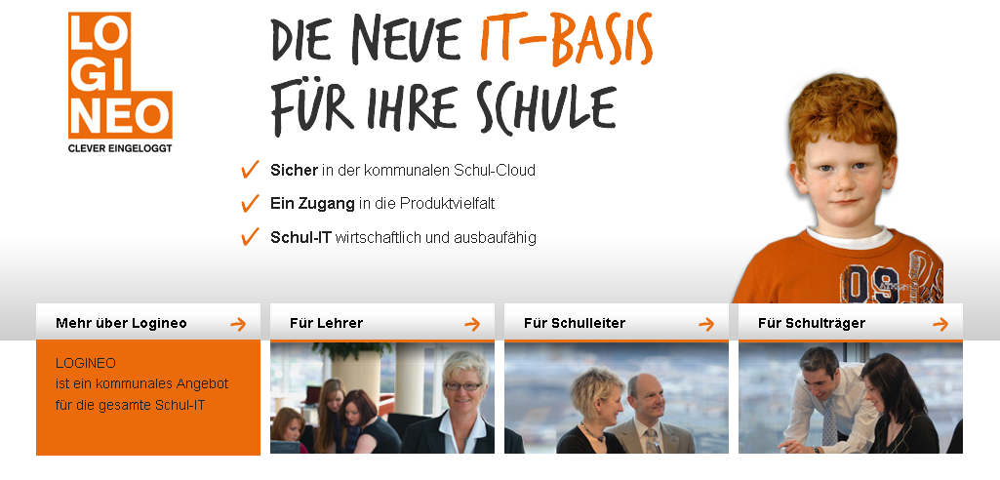 LO
GI
NEO
CLEVER EINGELOGGT
DIE NEUE IT-BASIS
FÜR IHRE SCHULE
Sicher in der kommunalen Schul-Cloud
Ein Zugang in die Produktvielfalt
Schul-IT wirtschaftlich und ausbaufähig
09
Mehr über Logineo
Für Lehrer
Für Schulleiter
Für Schulträger
LOGINEO
ist ein kommunales Angebot
für die gesamte Schul-IT